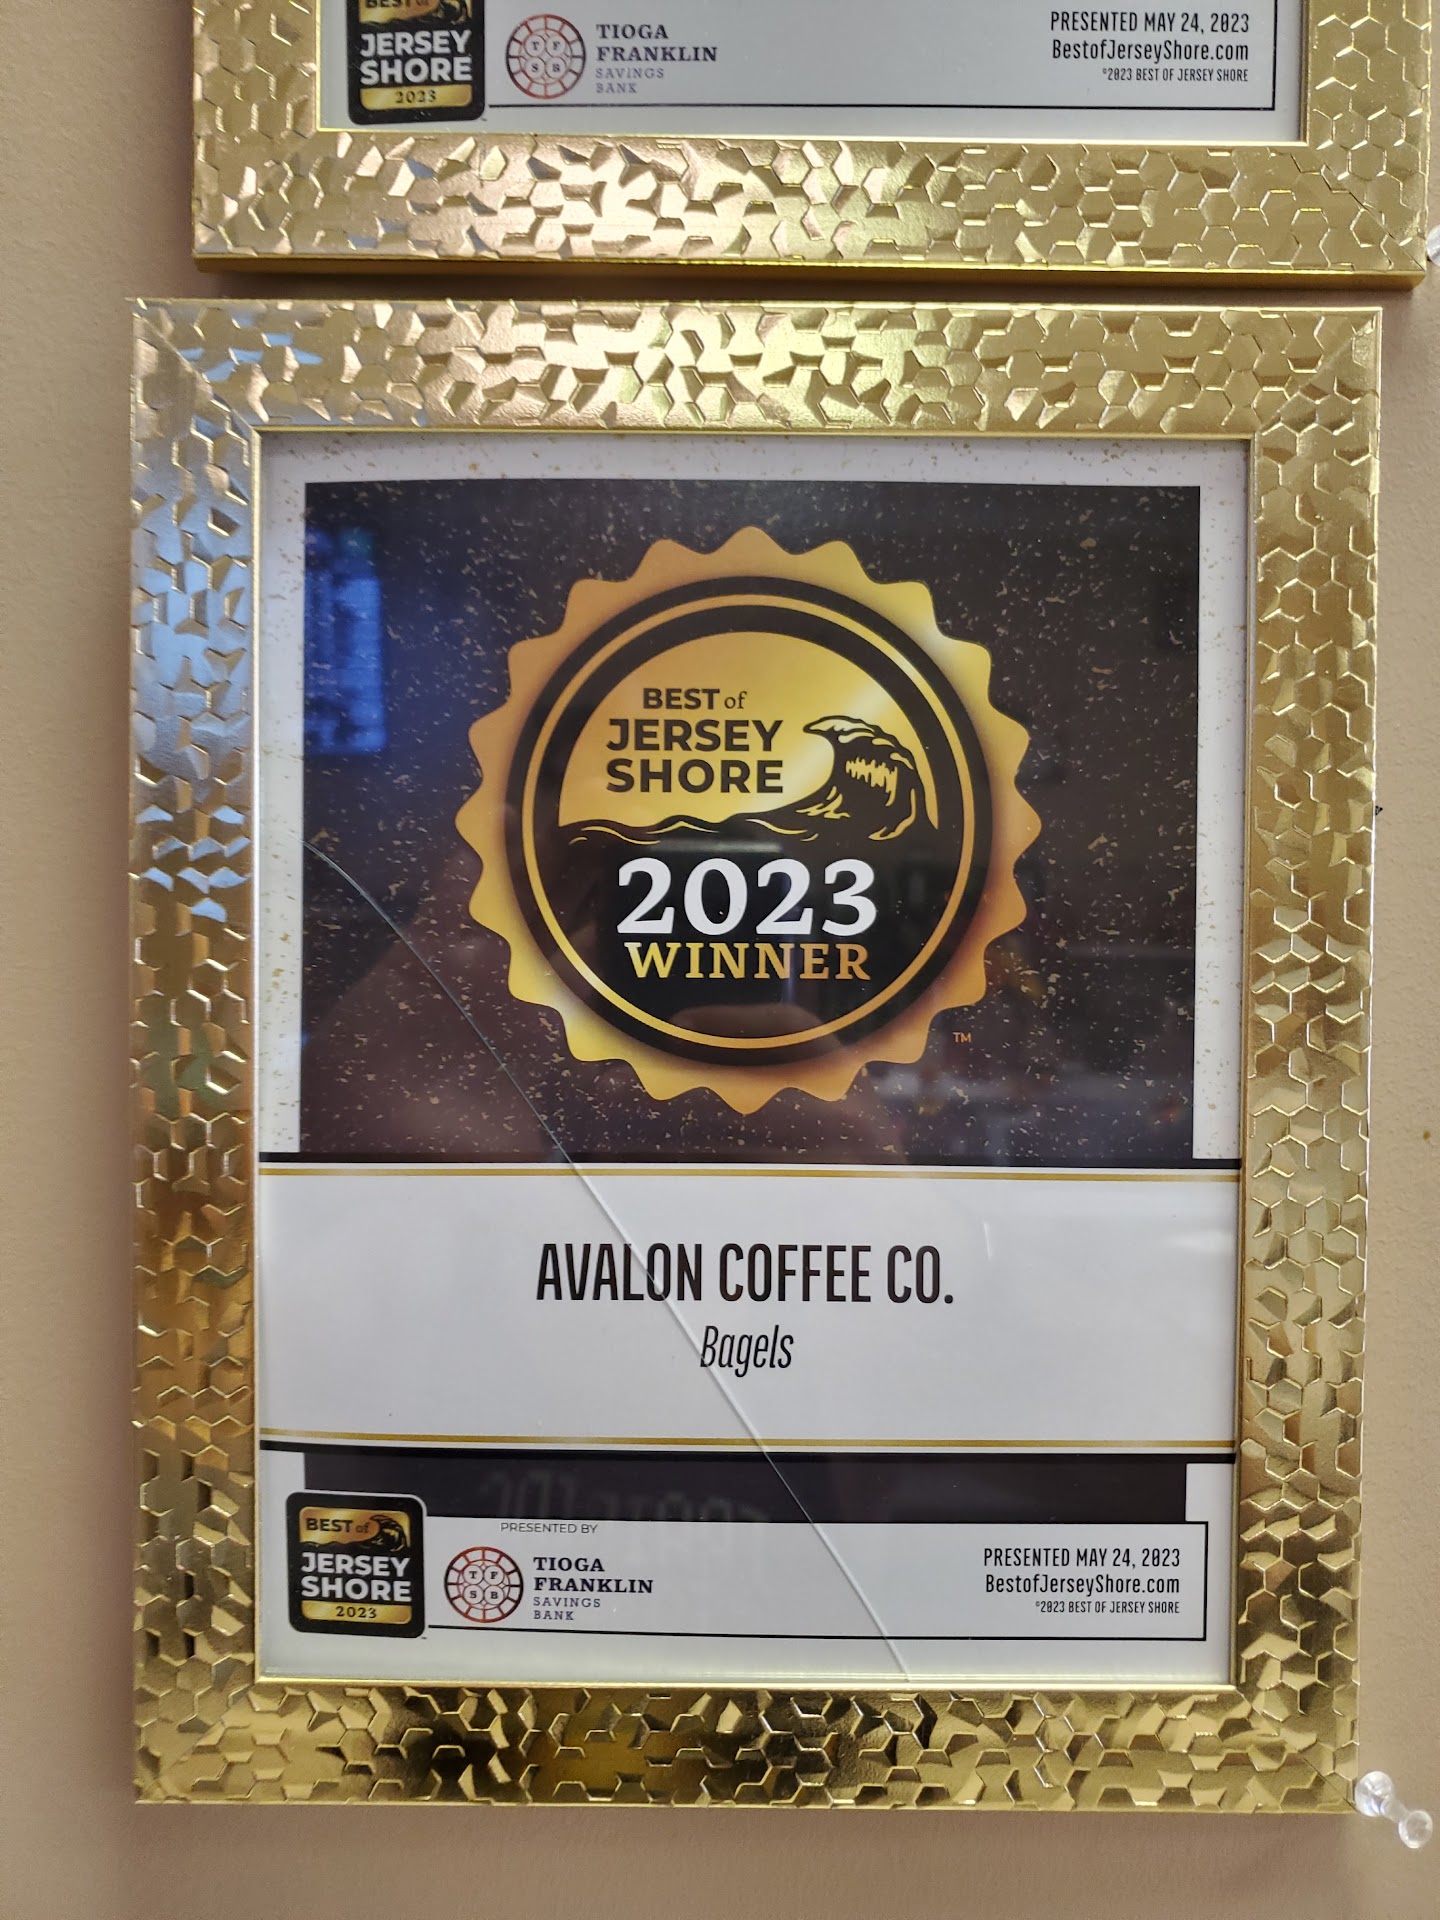 BEST of
JERSEY
SHORE
2023
TIOGA
FRANKLIN
SAVINGS
BANK
T F
S B
PRESENTED MAY 24, 2023
BestofJerseyShore.com
©2023 BEST OF JERSEY SHORE
BEST of
JERSEY
SHORE
2023
WINNER
TM
AVALON COFFEE CO.
Bagels
BEST of
JERSEY
SHORE
2023
PRESENTED BY
T F
S B
TIOGA
FRANKLIN
SAVINGS
BANK
PRESENTED MAY 24, 2023
BestofJerseyShore.com
©2023 BEST OF JERSEY SHORE